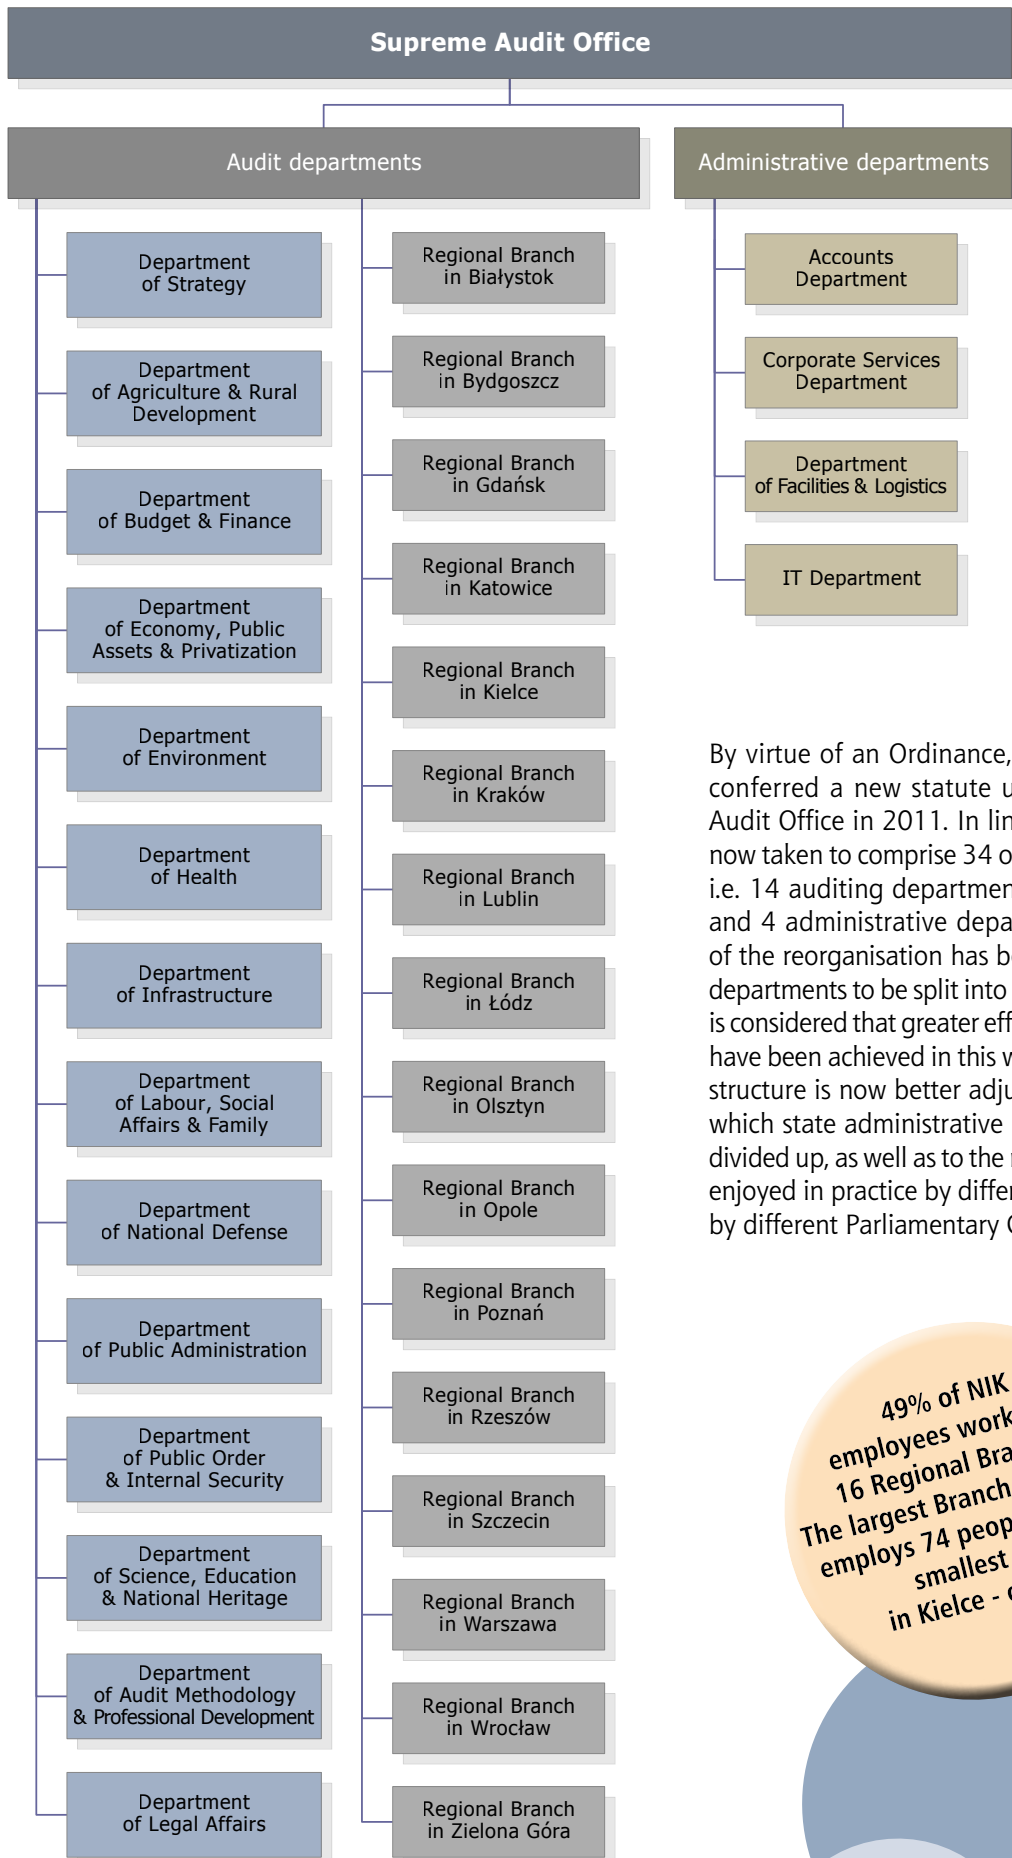 Supreme Audit Office
Audit departments
Administrative departments
Department
of Strategy
Department
of Agriculture & Rural
Development
Department
of Budget & Finance
Department
of Economy, Public
Assets & Privatization
Department
of Environment
Department
of Health
Department
of Infrastructure
Department
of Labour, Social
Affairs & Family
Department
of National Defense
Department
of Public Administration
Department
of Public Order
& Internal Security
Department
of Science, Education
& National Heritage
Department
of Audit Methodology
& Professional Development
Department
of Legal Affairs
Regional Branch
in Białystok
Regional Branch
in Bydgoszcz
Regional Branch
in Gdańsk
Regional Branch
in Katowice
Regional Branch
in Kielce
Regional Branch
in Kraków
Regional Branch
in Lublin
Regional Branch
in Łódz
Regional Branch
in Olsztyn
Regional Branch
in Opole
Regional Branch
in Poznań
Regional Branch
in Rzeszów
Regional Branch
in Szczecin
Regional Branch
in Warszawa
Regional Branch
in Wrocław
Regional Branch
in Zielona Góra
Accounts
Department
Corporate Services
Department
Department
of Facilities & Logistics
IT Department
By virtue of an Ordinance,
conferred a new statute
Audit Office in 2011. In
now taken to comprise 34
i.e. 14 auditing
and 4 administrative
of the reorganisation has
departments to be split into
is considered that greater
have been achieved in this
structure is now better
which state administrative
divided up, as well as to the
enjoyed in practice by
by different Parliamentary
49% of NIK
employees work
16 Regional
The largest Branch
employs 74
smallest
in Kielce -